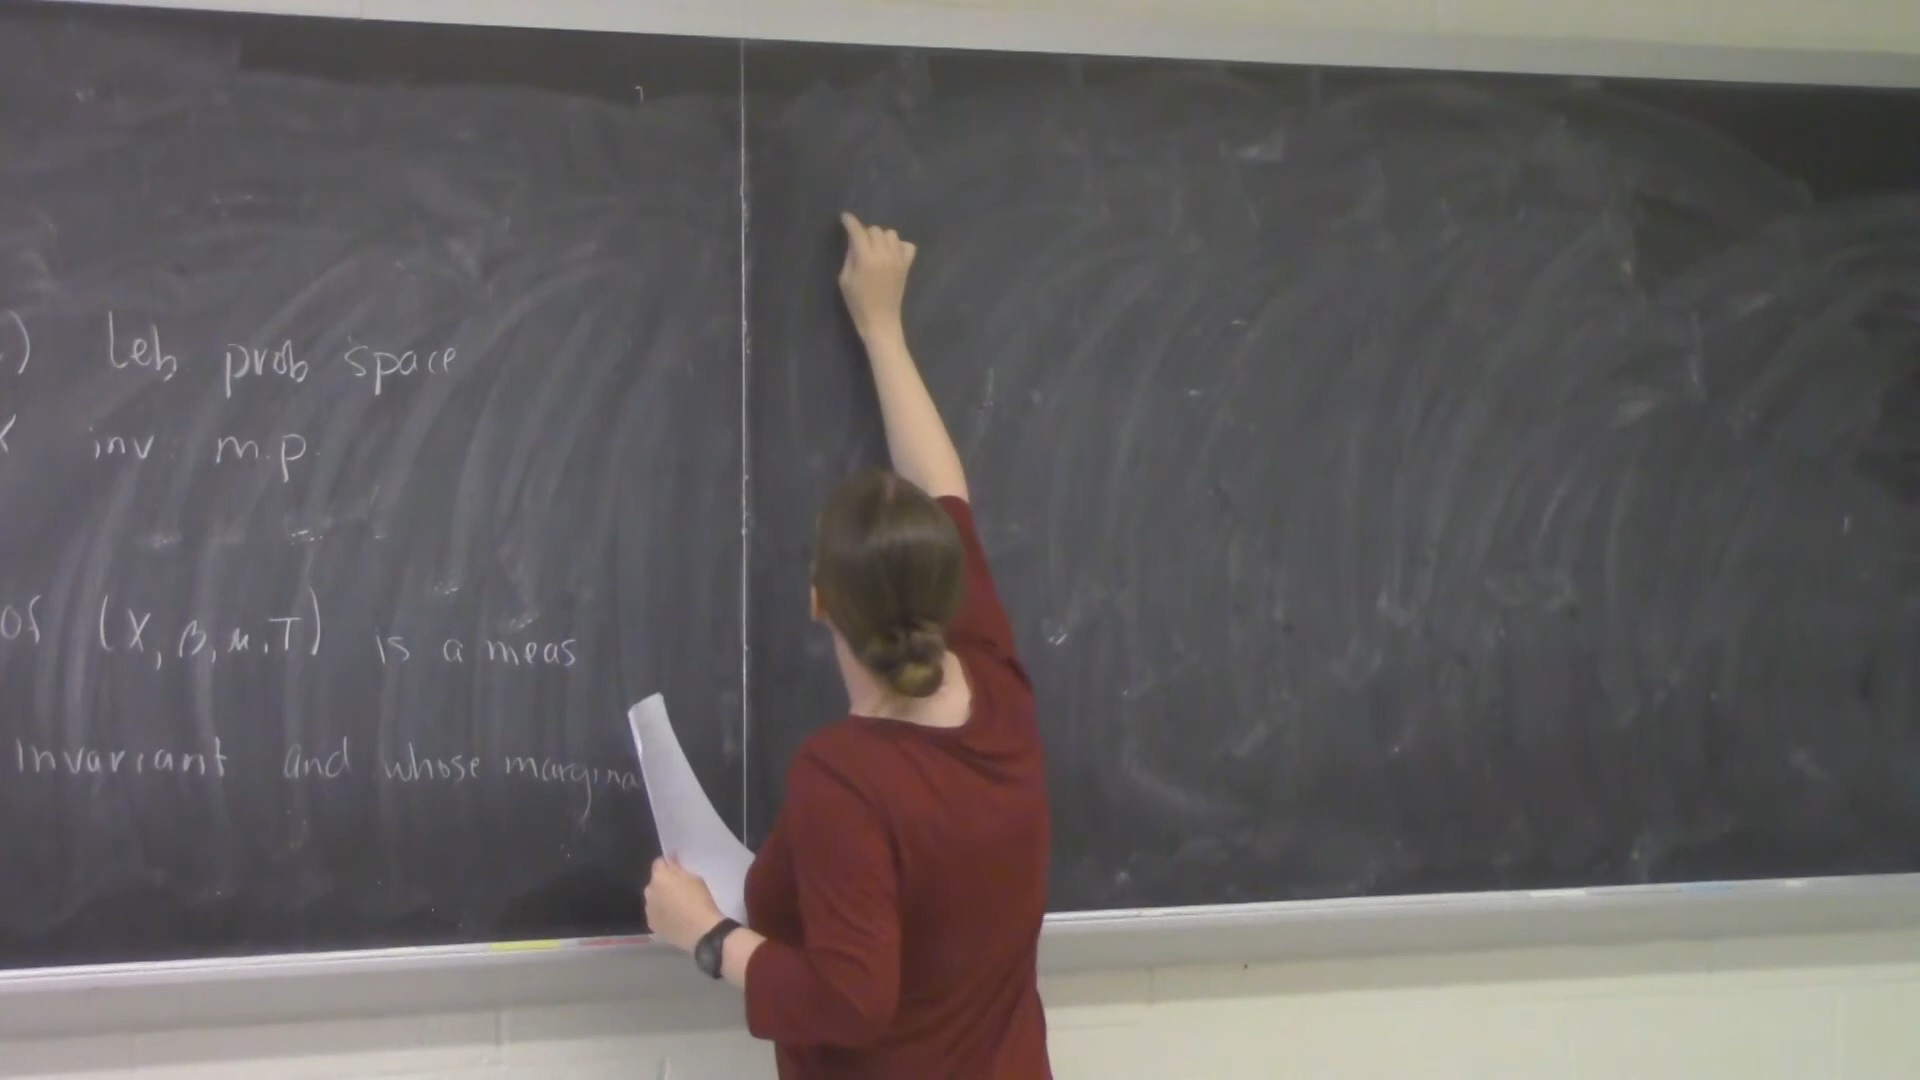 ) Leb prob space
X inv. m.p.
of (X, β, μ, T) is a meas
invariant and whose margina